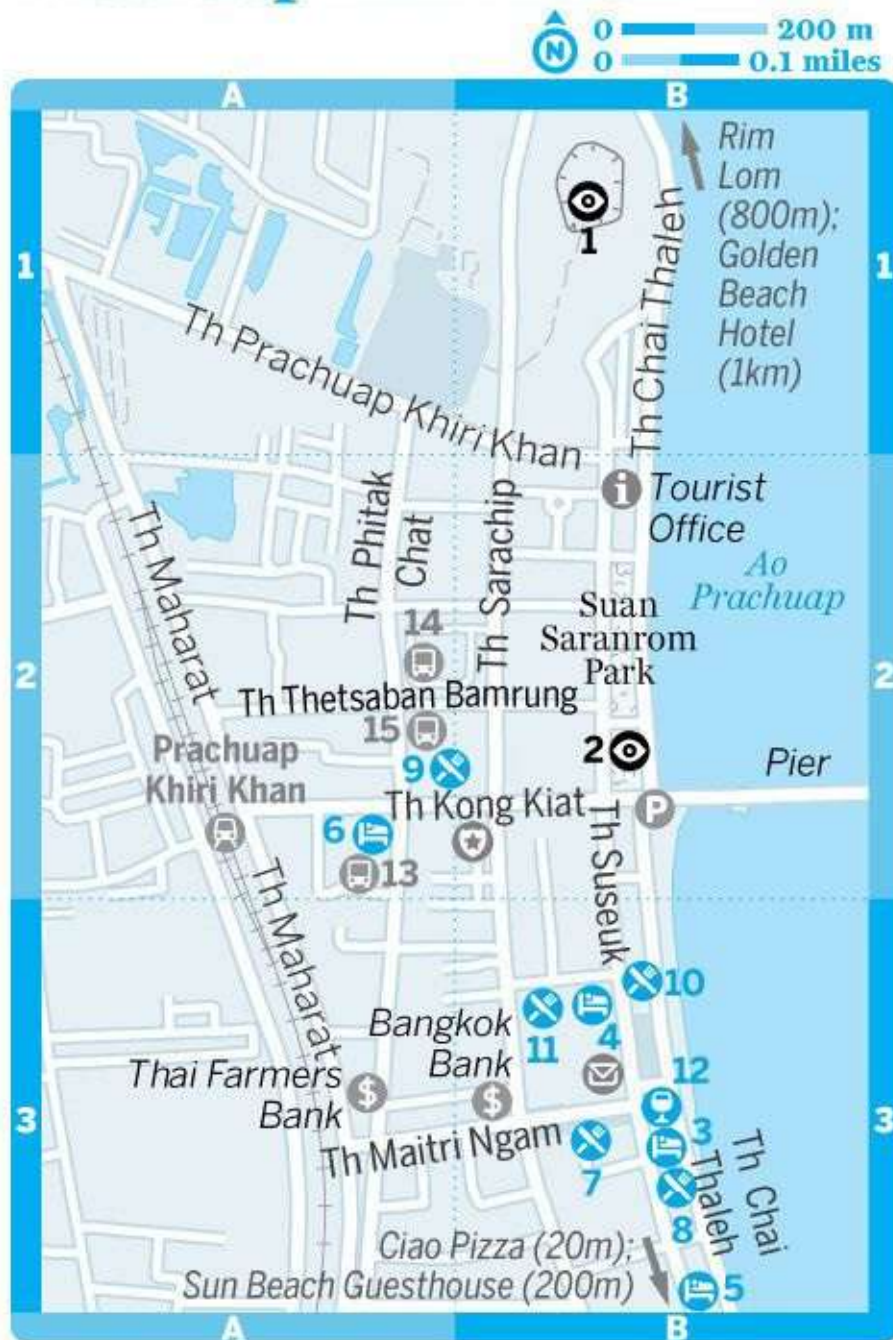 N
0 200 m
0 0.1 miles
A
B
1
1
Rim
Lom
(800m);
Golden
Beach
Hotel
(1km)
1
Th Chai Thaleh
Th Prachuap Khiri Khan
i Tourist
Office
Th Phitak
Chat
Th Sarachip
Th Maharat
Ao
Prachuap
Suan
Saranrom
Park
14
2
2
Th Thetsaban Bamrung
15
Prachuap
Khiri Khan
9
2
Pier
Th Kong Kiat
P
6
13
Th Suseuk
Th Maharat
10
Bangkok
Bank
11
4
Thai Farmers
Bank
$
$
12
3
3
3
Th Maitri Ngam
7
Th Chai
Thaleh
8
Ciao Pizza (20m);
Sun Beach Guesthouse (200m)
5
A
B